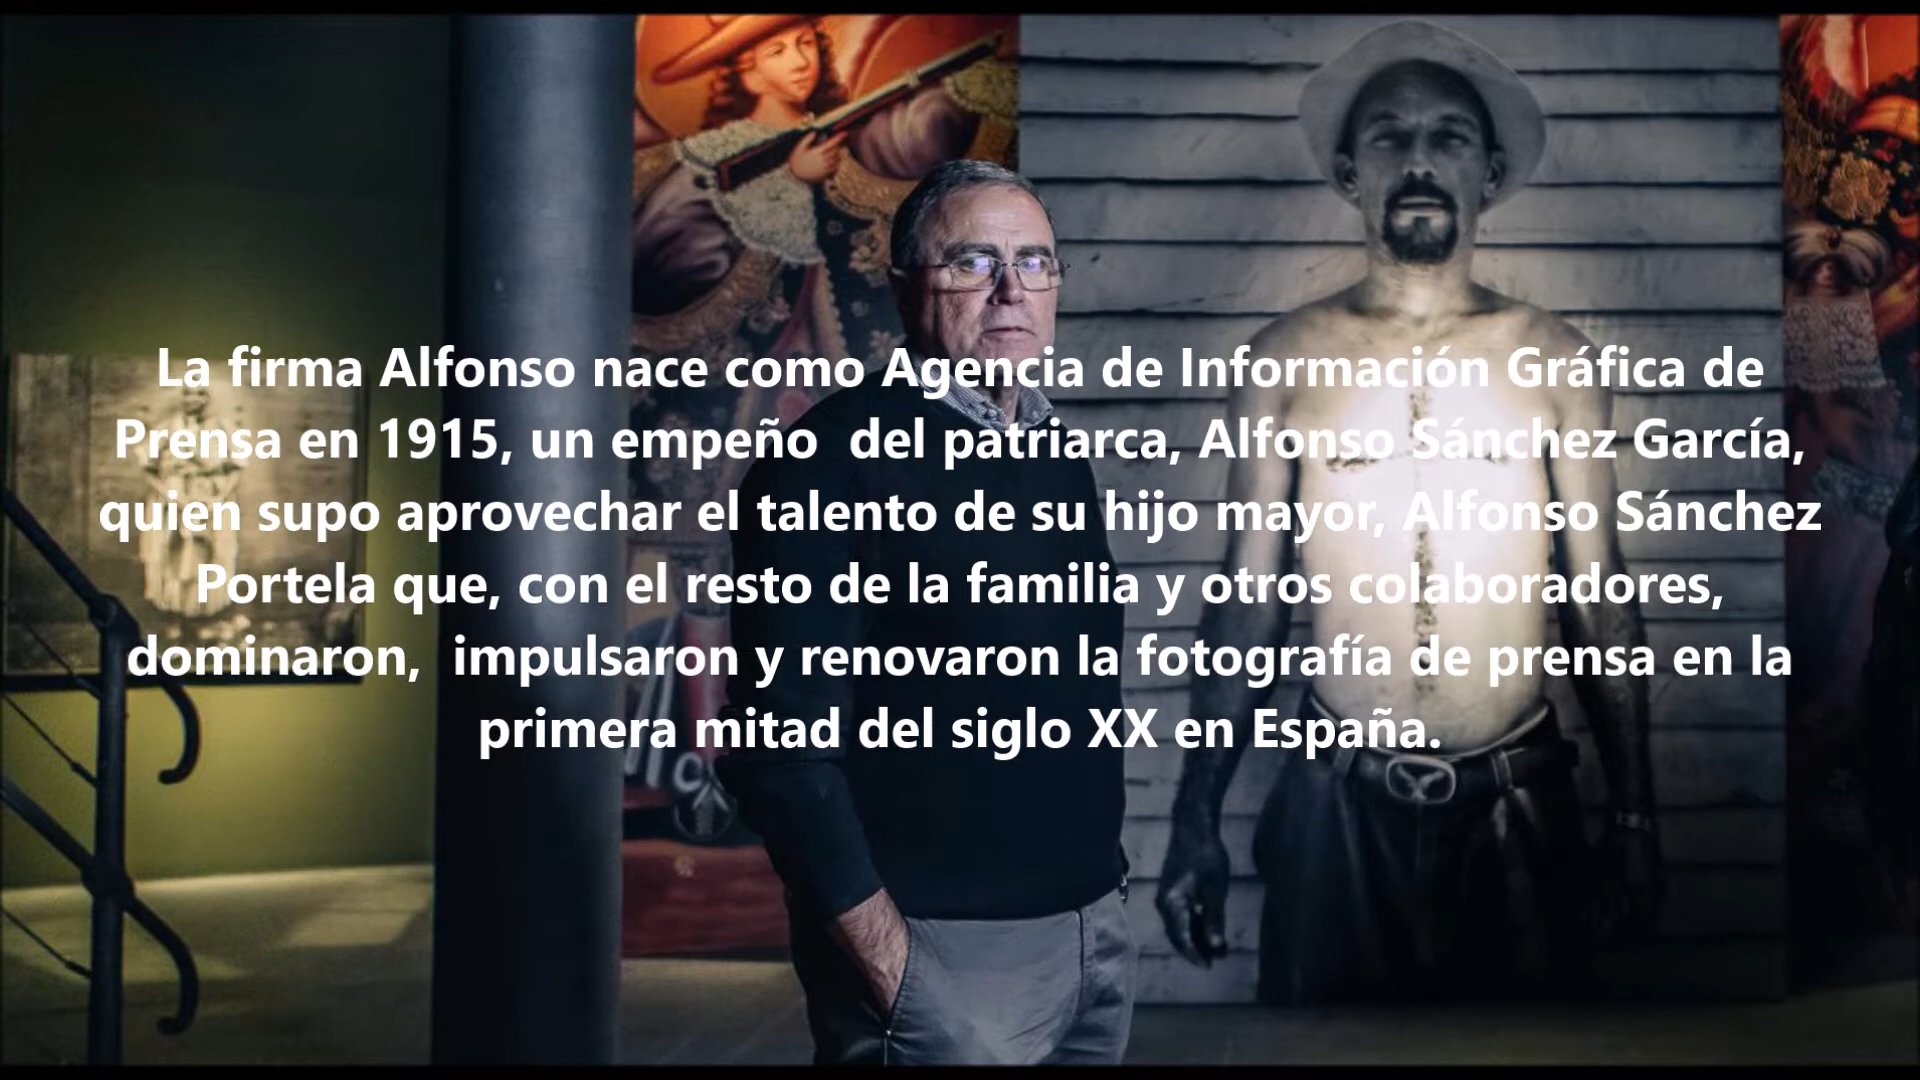 La firma Alfonso nace como Agencia de Información Gráfica de
Prensa en 1915, un empeño  del patriarca, Alfonso Sánchez García,
quien supo aprovechar el talento de su hijo mayor, Alfonso Sánchez
Portela que, con el resto de la familia y otros colaboradores,
dominaron,  impulsaron y renovaron la fotografía de prensa en la
primera mitad del siglo XX en España.